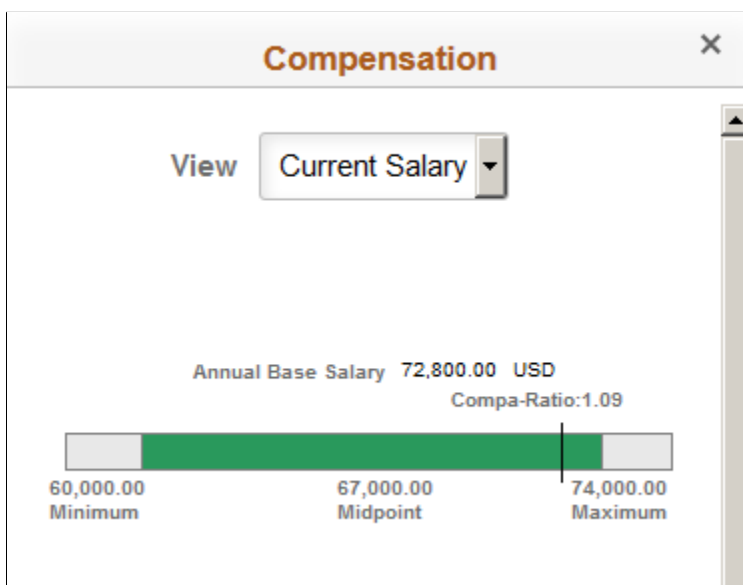 Compensation ×
View Current Salary
Annual Base Salary 72,800.00 USD
Compa-Ratio:1.09
60,000.00 67,000.00 74,000.00
Minimum Midpoint Maximum